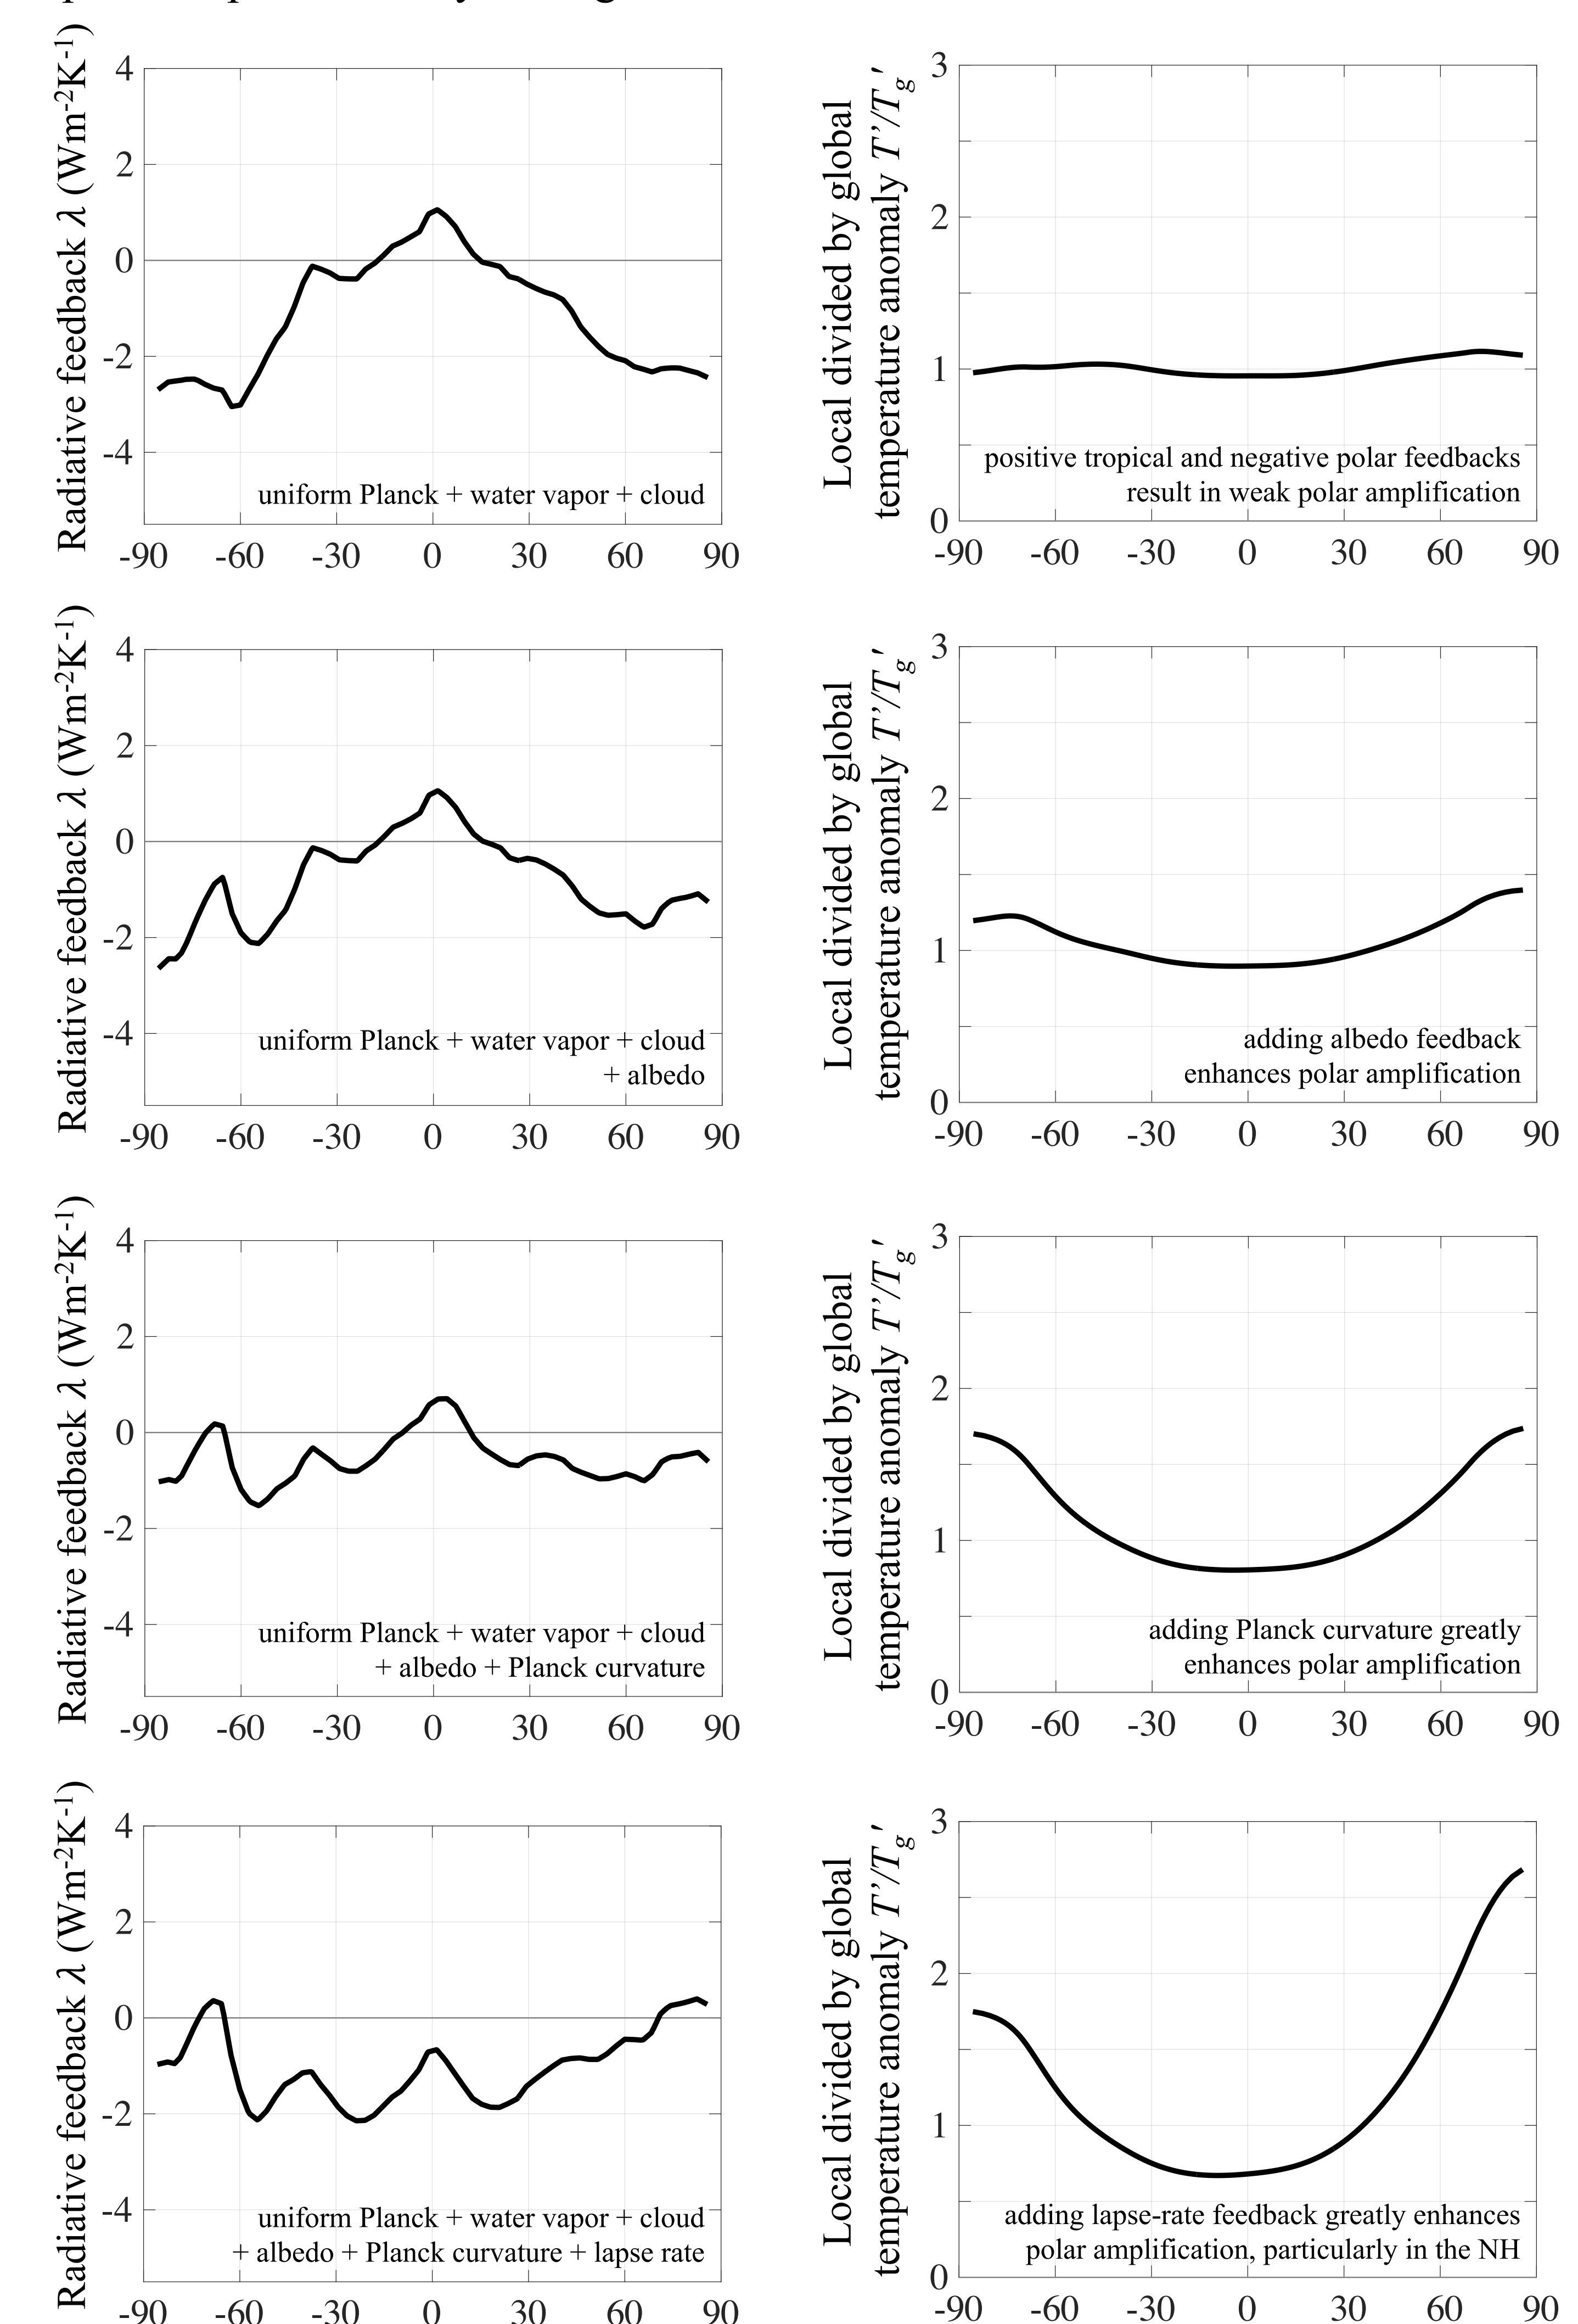 Radiative feedback λ (Wm-2K-1)
4
2
0
-2
-4
uniform Planck + water vapor + cloud
-90 -60 -30 0 30 60 90
Local divided by global
temperature anomaly T'/Tg'
3
2
1
0
positive tropical and negative polar feedbacks
result in weak polar amplification
-90 -60 -30 0 30 60 90
Radiative feedback λ (Wm-2K-1)
4
2
0
-2
-4
uniform Planck + water vapor + cloud
+ albedo
-90 -60 -30 0 30 60 90
Local divided by global
temperature anomaly T'/Tg'
3
2
1
0
adding albedo feedback
enhances polar amplification
-90 -60 -30 0 30 60 90
Radiative feedback λ (Wm-2K-1)
4
2
0
-2
-4
uniform Planck + water vapor + cloud
+ albedo + Planck curvature
-90 -60 -30 0 30 60 90
Local divided by global
temperature anomaly T'/Tg'
3
2
1
0
adding Planck curvature greatly
enhances polar amplification
-90 -60 -30 0 30 60 90
Radiative feedback λ (Wm-2K-1)
4
2
0
-2
-4
uniform Planck + water vapor + cloud
+ albedo + Planck curvature + lapse rate
-90 -60 -30 0 30 60 90
Local divided by global
temperature anomaly T'/Tg'
3
2
1
0
adding lapse-rate feedback greatly enhances
polar amplification, particularly in the NH
-90 -60 -30 0 30 60 90